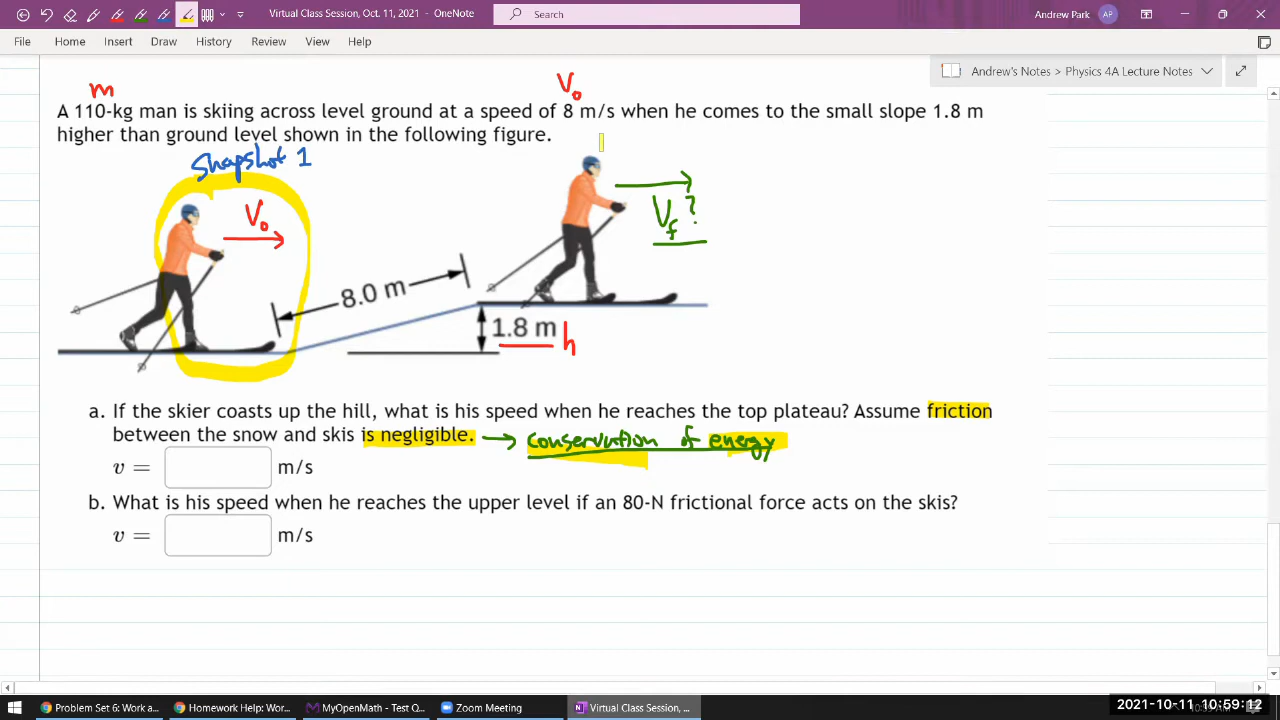 Virtual Class Session, Oct. 11, 2021 - OneNote
Search
Andrew Park
AP
File Home Insert Draw History Review View Help
Andrew's Notes > Physics 4A Lecture Notes
m
V₀
A 110-kg man is skiing across level ground at a speed of 8 m/s when he comes to the small slope 1.8 m
higher than ground level shown in the following figure.
Snapshot 1
V₀
Vf ?
8.0 m
1.8 m h
a. If the skier coasts up the hill, what is his speed when he reaches the top plateau? Assume friction
between the snow and skis is negligible. → conservation of energy
v = m/s
b. What is his speed when he reaches the upper level if an 80-N frictional force acts on the skis?
v = m/s
Problem Set 6: Work a...
Homework Help: Wor...
MyOpenMath - Test Q...
Zoom Meeting
Virtual Class Session, ...
2021-10-11 10:59:12